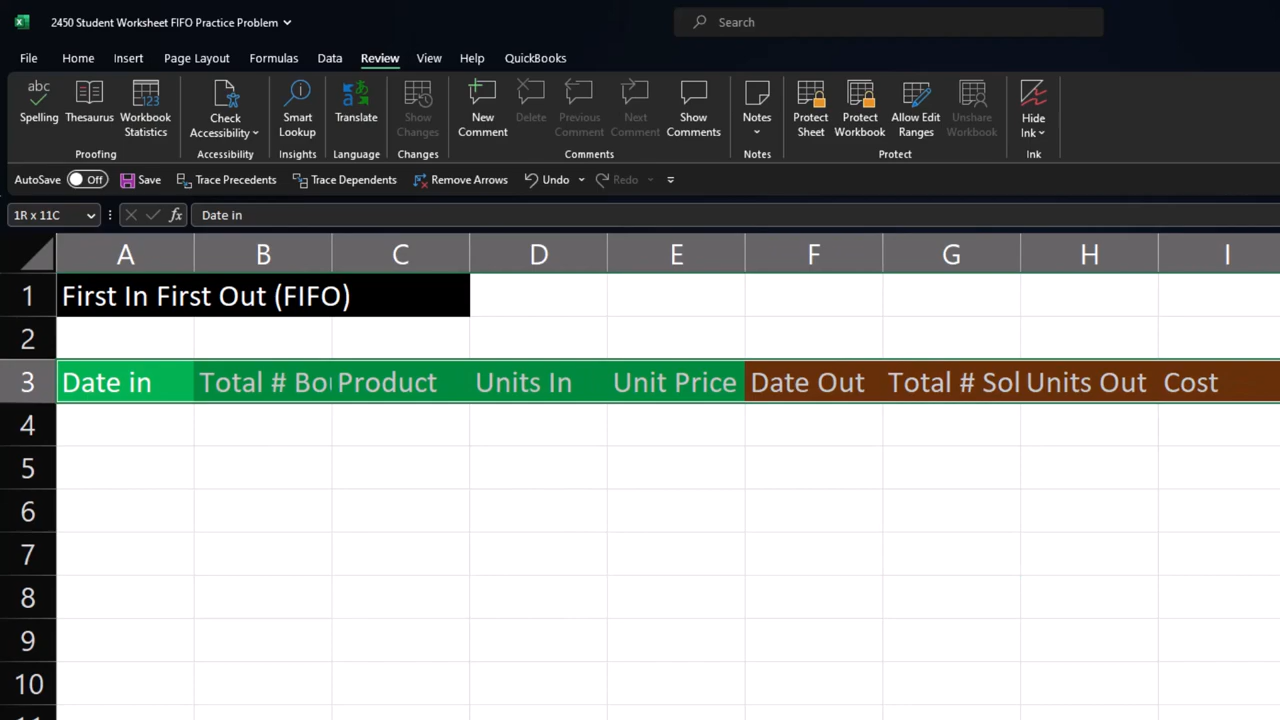 2450 Student Worksheet FIFO Practice Problem
Search
File Home Insert Page Layout Formulas Data Review View Help QuickBooks
abc
Spelling
Thesaurus
123
Workbook Statistics
Proofing
Check Accessibility
Accessibility
Smart Lookup
Insights
Translate
Language
Show Changes
Changes
New Comment
Delete
Previous Comment
Next Comment
Show Comments
Comments
Notes
Notes
Protect Sheet
Protect Workbook
Allow Edit Ranges
Unshare Workbook
Protect
Hide Ink
Ink
AutoSave Off Save Trace Precedents Trace Dependents Remove Arrows Undo Redo
1R x 11C fx Date in
A B C D E F G H I
1 First In First Out (FIFO)
2
3 Date in Total # Bo Product Units In Unit Price Date Out Total # Sol Units Out Cost
4
5
6
7
8
9
10